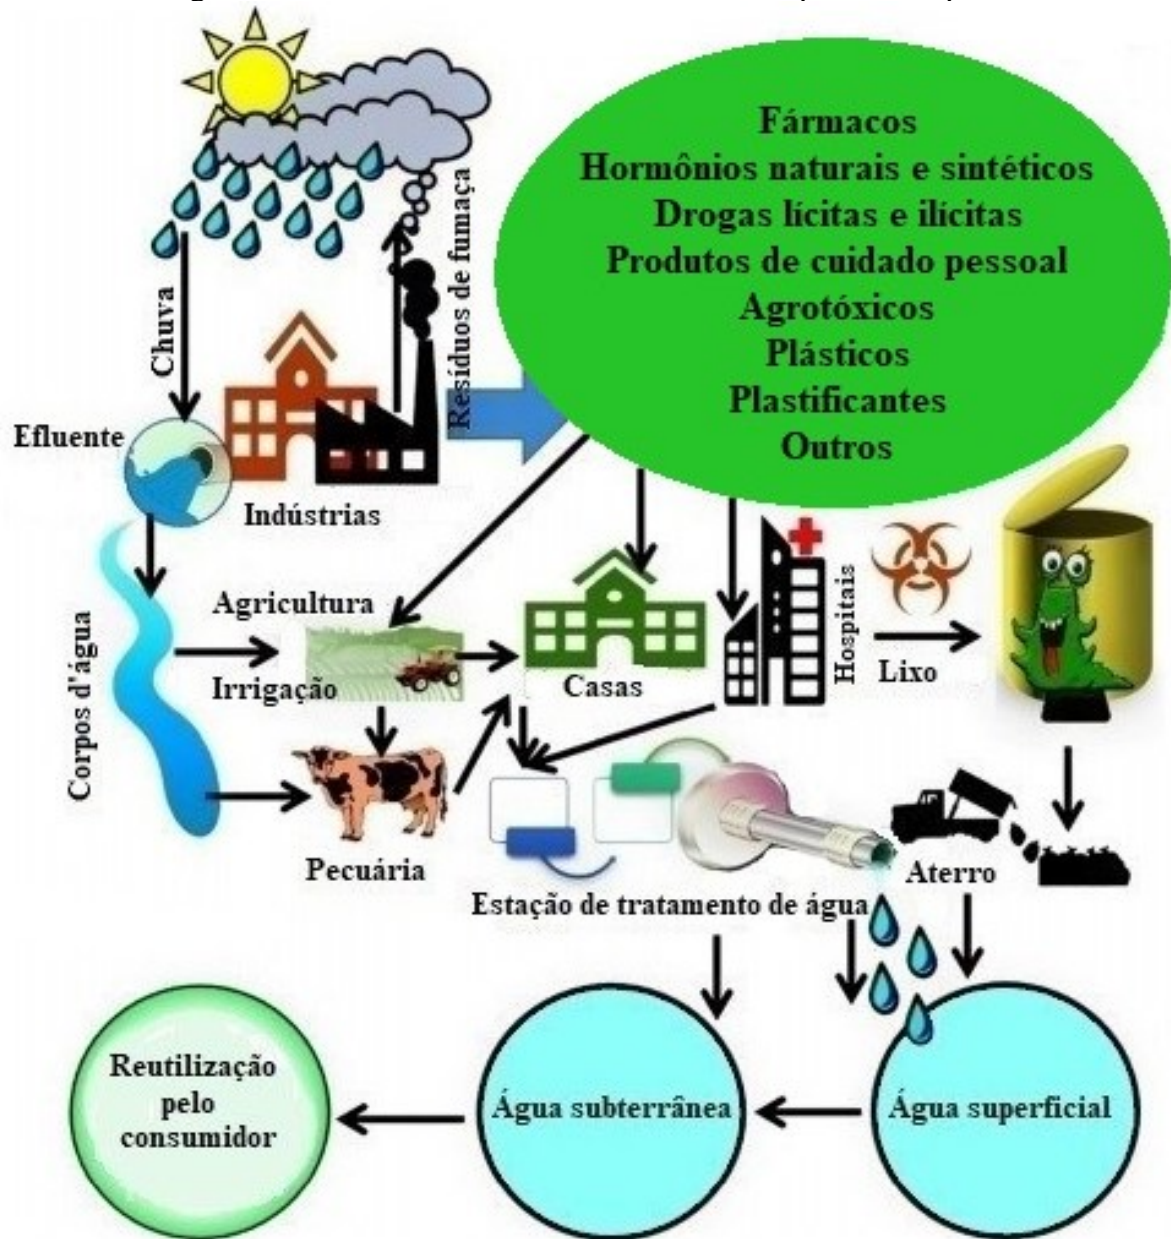 Fármacos
Hormônios naturais e sintéticos
Drogas lícitas e ilícitas
Produtos de cuidado pessoal
Agrotóxicos
Plásticos
Plastificantes
Outros
Chuva
Resíduos de fumaça
Efluente
Indústrias
Corpos d'água
Agricultura
Irrigação
Casas
Hospitais
Lixo
Pecuária
Aterro
Estação de tratamento de água
Reutilização
pelo
consumidor
Água subterrânea
Água superficial